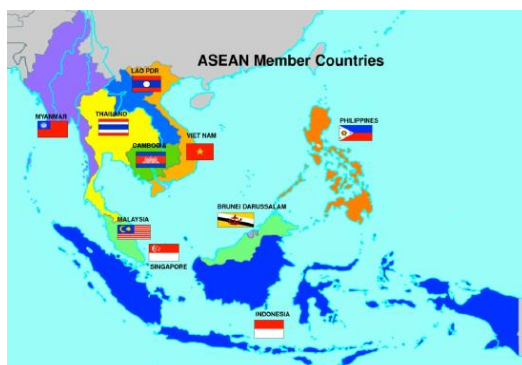 ASEAN Member Countries
LAO PDR
MYANMAR
THAILAND
PHILIPPINES
VIET NAM
CAMBODIA
BRUNEI DARUSSALAM
MALAYSIA
SINGAPORE
INDONESIA